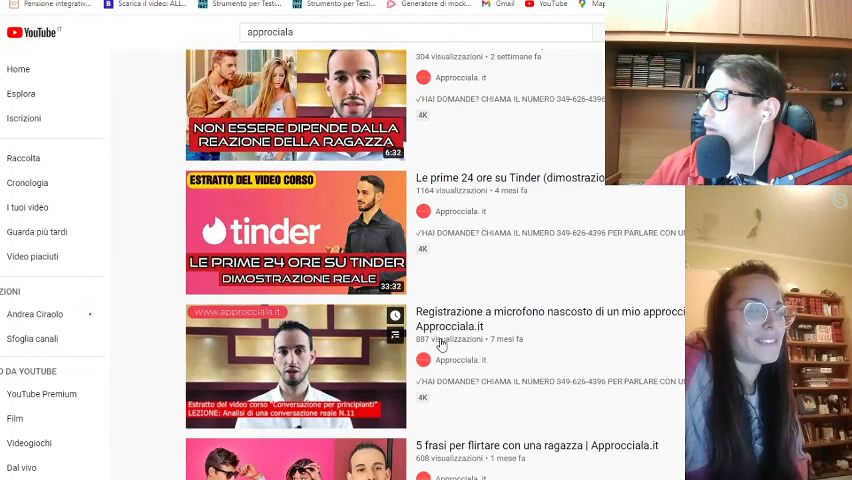 Pensione integrativ...
Scarica il video: ALL...
Strumento per Testi...
Strumento per Testi...
Generatore di mock...
Gmail
YouTube
YouTube IT
approciala
Home
Esplora
Iscrizioni
Raccolta
Cronologia
I tuoi video
Guarda più tardi
Video piaciuti
ZIONI
Andrea Ciraolo
Sfoglia canali
O DA YOUTUBE
YouTube Premium
Film
Videogiochi
Dal vivo
NON ESSERE DIPENDE DALLA
REAZIONE DELLA RAGAZZA
6:32
304 visualizzazioni • 2 settimane fa
Approcciala. it
✓HAI DOMANDE? CHIAMA IL NUMERO 349-626-4396
4K
ESTRATTO DEL VIDEO CORSO
tinder
LE PRIME 24 ORE SU TINDER
DIMOSTRAZIONE REALE
33:32
Le prime 24 ore su Tinder (dimostrazio
1164 visualizzazioni • 4 mesi fa
Approcciala. it
✓HAI DOMANDE? CHIAMA IL NUMERO 349-626-4396 PER PARLARE CON U
4K
www.approcciala.it
Estratto del video corso "Conversazione per principianti"
LEZIONE: Analisi di una conversazione reale N.11
Registrazione a microfono nascosto di un mio approcci
Approcciala.it
887 visualizzazioni • 7 mesi fa
Approcciala. it
✓HAI DOMANDE? CHIAMA IL NUMERO 349-626-4396 PER PARLARE CON U
4K
5 frasi per flirtare con una ragazza | Approcciala.it
608 visualizzazioni • 1 mese fa
Approcciala. it